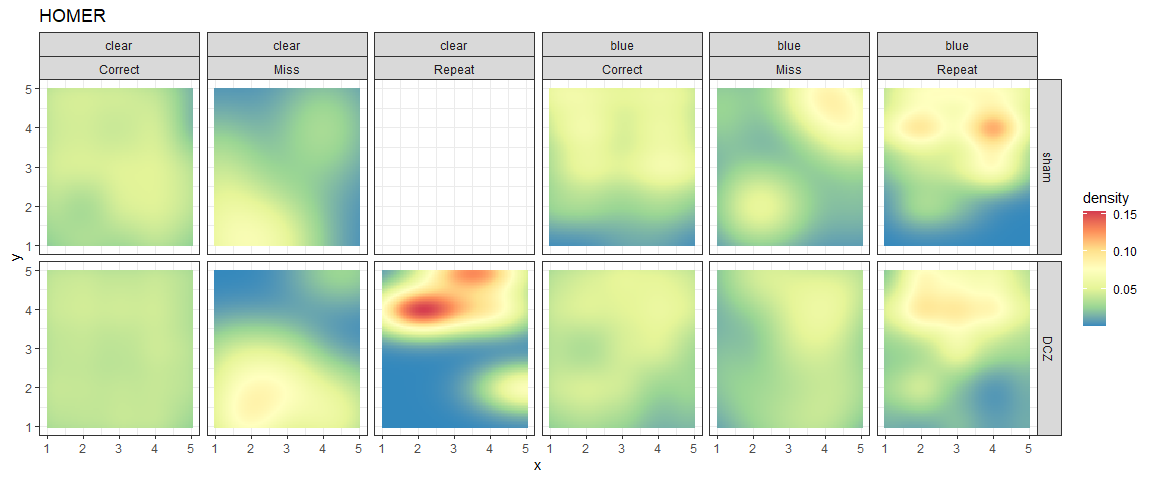 HOMER
clear clear clear blue blue blue
Correct Miss Repeat Correct Miss Repeat
5
4
3
2
1
sham
5
4
3
2
1
DCZ
y
1 2 3 4 5 1 2 3 4 5 1 2 3 4 5 1 2 3 4 5 1 2 3 4 5 1 2 3 4 5
x
density
0.15
0.10
0.05